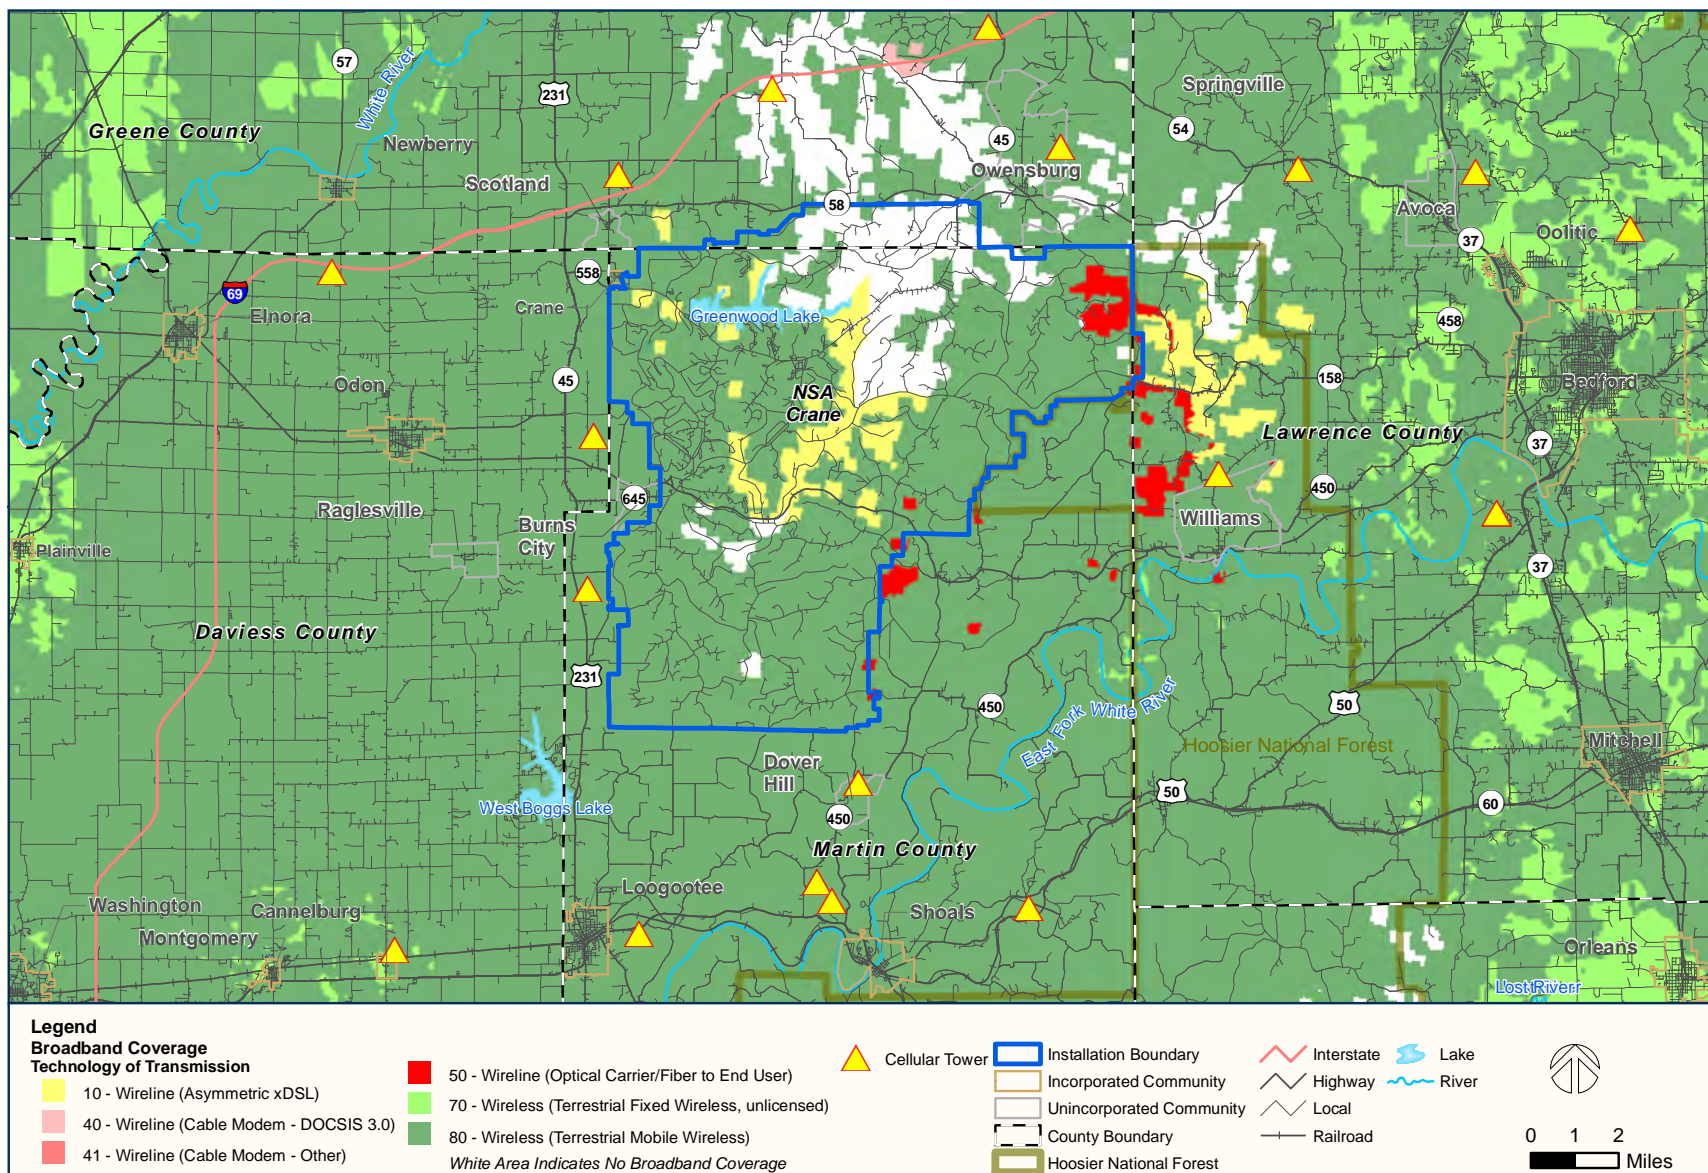 57
White River
231
Springville
Greene County
Newberry
54
45
Scotland
Owensburg
58
Avoca
37
Oolitic
558
69
Elnora
Crane
Greenwood Lake
458
Odon
45
NSA
Crane
158
Bedford
Lawrence County
37
645
450
Raglesville
Burns
City
Williams
Plainville
37
Daviess County
231
450
East Fork White River
50
Hoosier National Forest
Mitchell
Dover
Hill
50
West Boggs Lake
450
60
Martin County
Loogootee
Washington
Cannelburg
Shoals
Montgomery
Orleans
Lost River
Legend
Broadband Coverage
Technology of Transmission
10 - Wireline (Asymmetric xDSL)
40 - Wireline (Cable Modem - DOCSIS 3.0)
41 - Wireline (Cable Modem - Other)
50 - Wireline (Optical Carrier/Fiber to End User)
70 - Wireless (Terrestrial Fixed Wireless, unlicensed)
80 - Wireless (Terrestrial Mobile Wireless)
White Area Indicates No Broadband Coverage
Cellular Tower
Installation Boundary
Incorporated Community
Unincorporated Community
County Boundary
Hoosier National Forest
Interstate
Highway
Local
Railroad
Lake
River
0 1 2
Miles